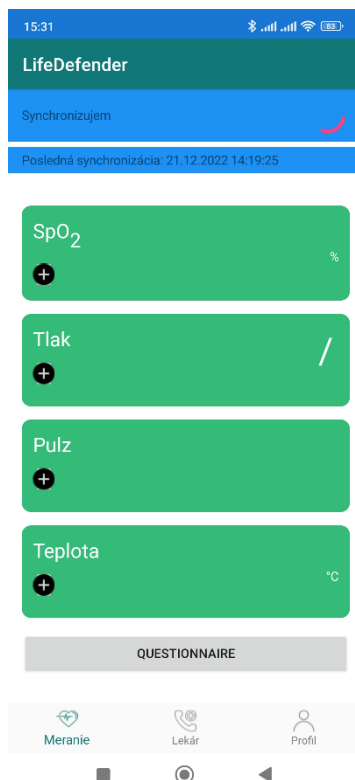 15:31
83
LifeDefender
Synchronizujem
Posledná synchronizácia: 21.12.2022 14:19:25
SpO2
%
Tlak
/
Pulz
Teplota
°C
QUESTIONNAIRE
Meranie
Lekár
Profil